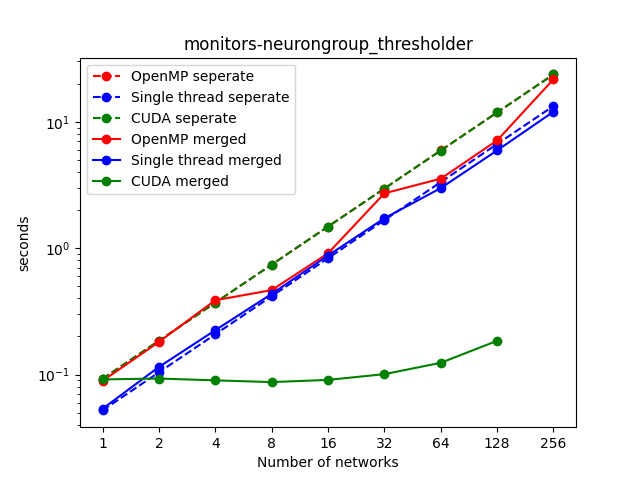 monitors-neurongroup_thresholder
OpenMP seperate
Single thread seperate
CUDA seperate
OpenMP merged
Single thread merged
CUDA merged
10¹
10⁰
10⁻¹
seconds
1 2 4 8 16 32 64 128 256
Number of networks